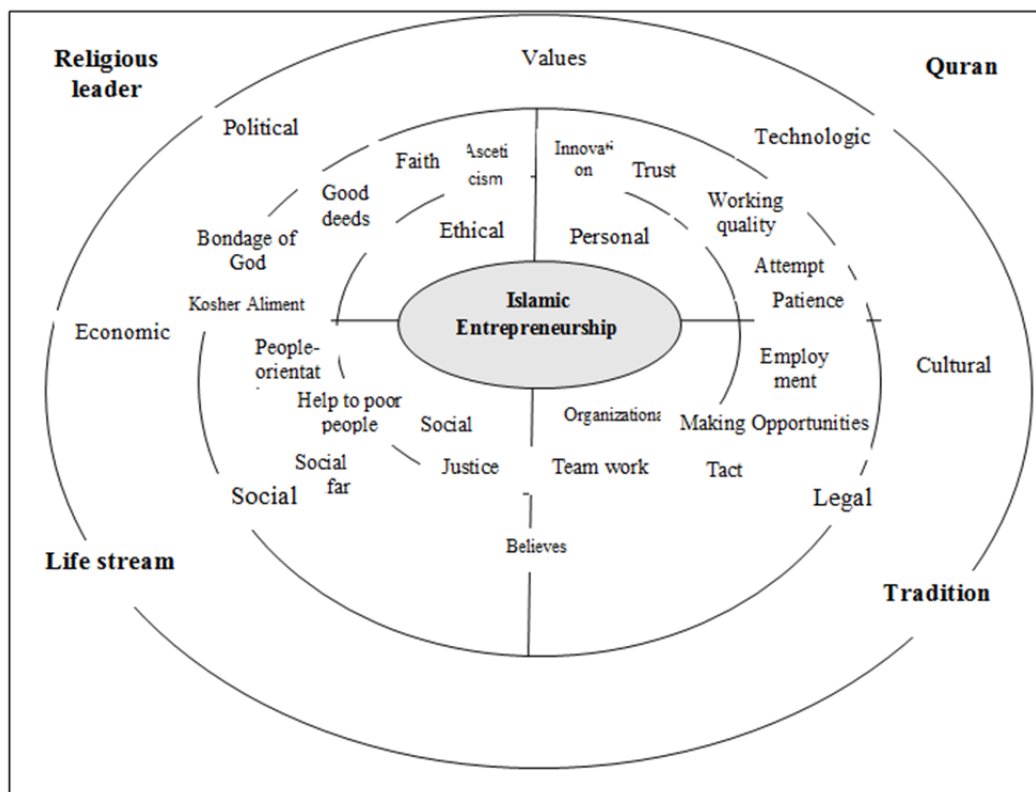 Religious
leader
Values
Quran
Political
Technologic
Faith
Asceti
cism
Innovati
on
Trust
Good
deeds
Working
quality
Bondage of
God
Ethical
Personal
Attempt
Kosher Aliment
Islamic
Entrepreneurship
Patience
Economic
People-
orientat
Employ
ment
Cultural
Help to poor
people
Social
Organizationa
Making Opportunities
Social
far
Justice
Team work
Tact
Social
Legal
Believes
Life stream
Tradition